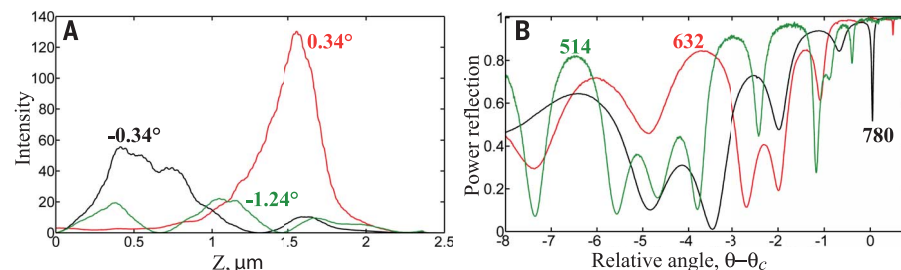 A
140
120
100
80
60
40
20
0
Intensity
0.34°
-0.34°
-1.24°
0 0.5 1 1.5 2 2.5
Z, µm
B
1
0.8
0.6
0.4
0.2
0
Power reflection
514
632
780
-8 -7 -6 -5 -4 -3 -2 -1 0
Relative angle, θ–θc